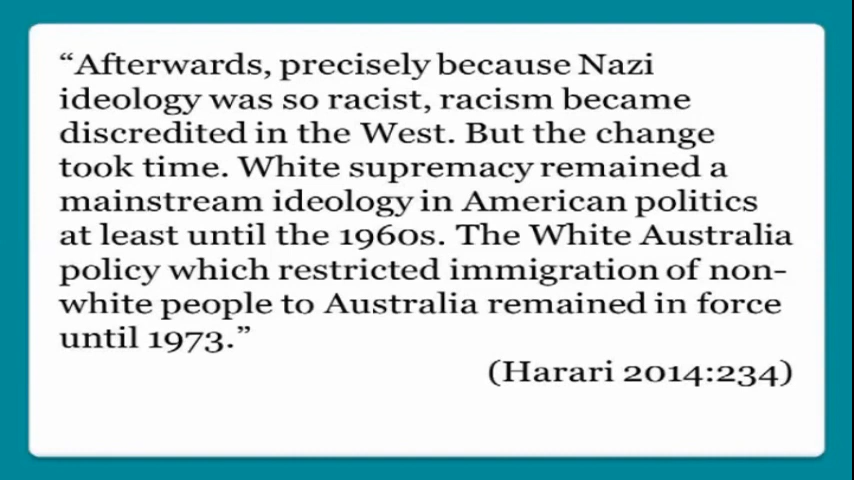 “Afterwards, precisely because Nazi
ideology was so racist, racism became
discredited in the West. But the change
took time. White supremacy remained a
mainstream ideology in American politics
at least until the 1960s. The White Australia
policy which restricted immigration of non-
white people to Australia remained in force
until 1973.”
(Harari 2014:234)